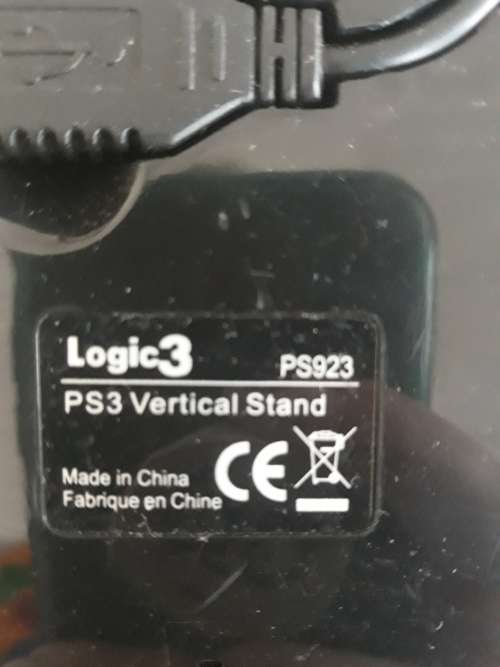 Logic3
PS923
PS3 Vertical Stand
Made in China
Fabrique en Chine
CE